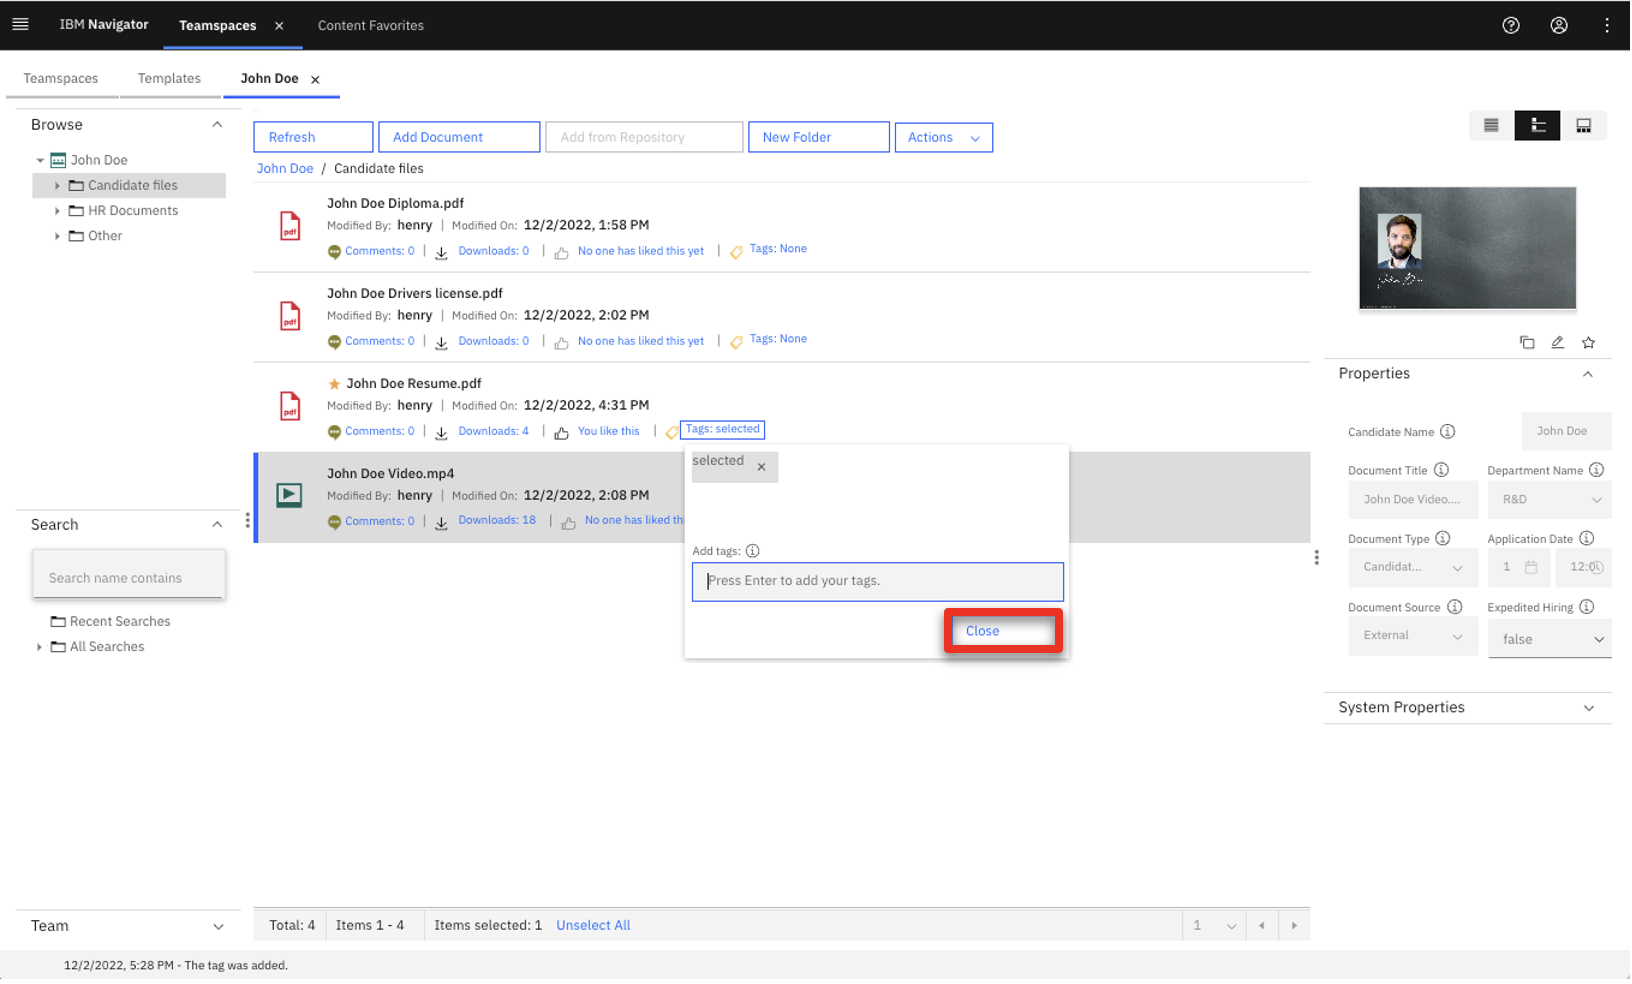 IBM Navigator
Teamspaces
Content Favorites
Teamspaces
Templates
John Doe
Browse
John Doe
Candidate files
HR Documents
Other
Search
Search name contains
Recent Searches
All Searches
Team
Refresh
Add Document
Add from Repository
New Folder
Actions
John Doe / Candidate files
John Doe Diploma.pdf
Modified By: henry | Modified On: 12/2/2022, 1:58 PM
Comments: 0 | Downloads: 0 | No one has liked this yet | Tags: None
John Doe Drivers license.pdf
Modified By: henry | Modified On: 12/2/2022, 2:02 PM
Comments: 0 | Downloads: 0 | No one has liked this yet | Tags: None
John Doe Resume.pdf
Modified By: henry | Modified On: 12/2/2022, 4:31 PM
Comments: 0 | Downloads: 4 | You like this | Tags: selected
John Doe Video.mp4
Modified By: henry | Modified On: 12/2/2022, 2:08 PM
Comments: 0 | Downloads: 18 | No one has liked th
selected
Add tags:
Press Enter to add your tags.
Close
Properties
Candidate Name
John Doe
Document Title
Department Name
John Doe Video....
R&D
Document Type
Application Date
Candidat...
1
12:0
Document Source
Expedited Hiring
External
false
System Properties
Total: 4
Items 1 - 4
Items selected: 1
Unselect All
1
12/2/2022, 5:28 PM - The tag was added.